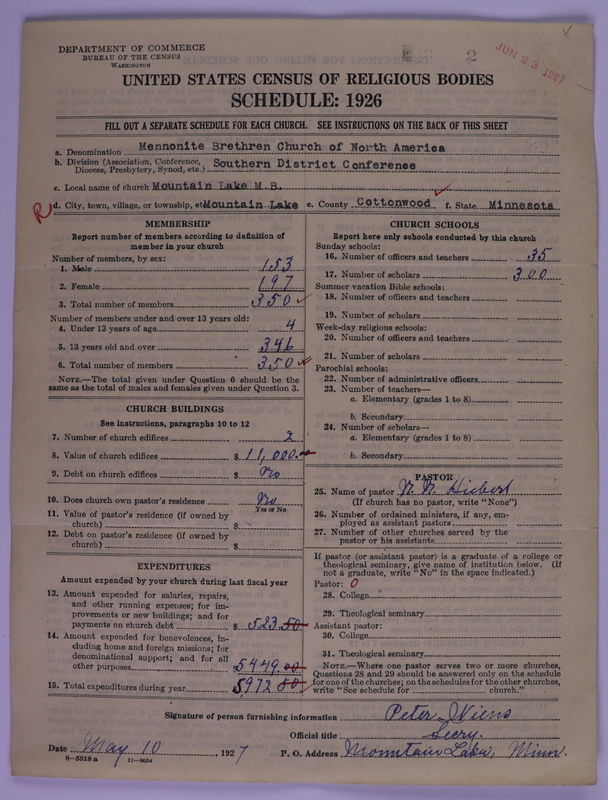 DEPARTMENT OF COMMERCE
BUREAU OF THE CENSUS
WASHINGTON
2
JUN 23 1927
UNITED STATES CENSUS OF RELIGIOUS BODIES
SCHEDULE: 1926
FILL OUT A SEPARATE SCHEDULE FOR EACH CHURCH. SEE INSTRUCTIONS ON THE BACK OF THIS SHEET
a. Denomination Mennonite Brethren Church of North America
b. Division (Association, Conference, Diocese, Presbytery, Synod, etc.) Southern District Conference
c. Local name of church Mountain Lake M.B.
R d. City, town, village, or township, etc Mountain Lake e. County Cottonwood f. State Minnesota
MEMBERSHIP
Report number of members according to definition of
member in your church
Number of members, by sex:
1. Male 153
2. Female 197
3. Total number of members 350
Number of members under and over 13 years old:
4. Under 13 years of age 4
5. 13 years old and over 346
6. Total number of members 350
NOTE.—The total given under Question 6 should be
same as the total of males and females given under Question 3.
CHURCH BUILDINGS
See instructions, paragraphs 10 to 12
7. Number of church edifices 2
8. Value of church edifices $ 11,000
9. Debt on church edifices $ No
10. Does church own pastor's residence No
Yes or No
11. Value of pastor's residence (if owned by
church) $
12. Debt on pastor's residence (if owned by
church) $
EXPENDITURES
Amount expended by your church during last fiscal year
13. Amount expended for salaries, repairs,
and other running expenses; for im-
provements or new buildings; and for
payments on church debt $ 523.50
14. Amount expended for benevolences, in-
cluding home and foreign missions; for
denominational support; and for all
other purposes 5449.00
15. Total expenditures during year 5972 50
CHURCH SCHOOLS
Report here only schools conducted by this church
Sunday schools:
16. Number of officers and teachers 35
17. Number of scholars 300
Summer vacation Bible schools:
18. Number of officers and teachers
19. Number of scholars
Week-day religious schools:
20. Number of officers and teachers
21. Number of scholars
Parochial schools:
22. Number of administrative officers
23. Number of teachers—
a. Elementary (grades 1 to 8)
b. Secondary
24. Number of scholars—
a. Elementary (grades 1 to 8)
b. Secondary
PASTOR
25. Name of pastor N. N. Hiebert
(If church has no pastor, write "None")
26. Number of ordained ministers, if any, em-
ployed as assistant pastors
27. Number of other churches served by the
pastor or his assistants
If pastor (or assistant pastor) is a graduate of a college or
theological seminary, give name of institution below. (If
not a graduate, write "No" in the space indicated.)
Pastor: 0
28. College
29. Theological seminary
Assistant pastor:
30. College
31. Theological seminary
NOTE.—Where one pastor serves two or more churches,
Questions 28 and 29 should be answered only on the schedule
for one of the churches; on the schedules for the other churches,
write "See schedule for church."
Signature of person furnishing information Peter Wiens
Official title Secry.
Date May 10, 1927 P. O. Address Mountain Lake, Minn.
8-5518 a 11-9054